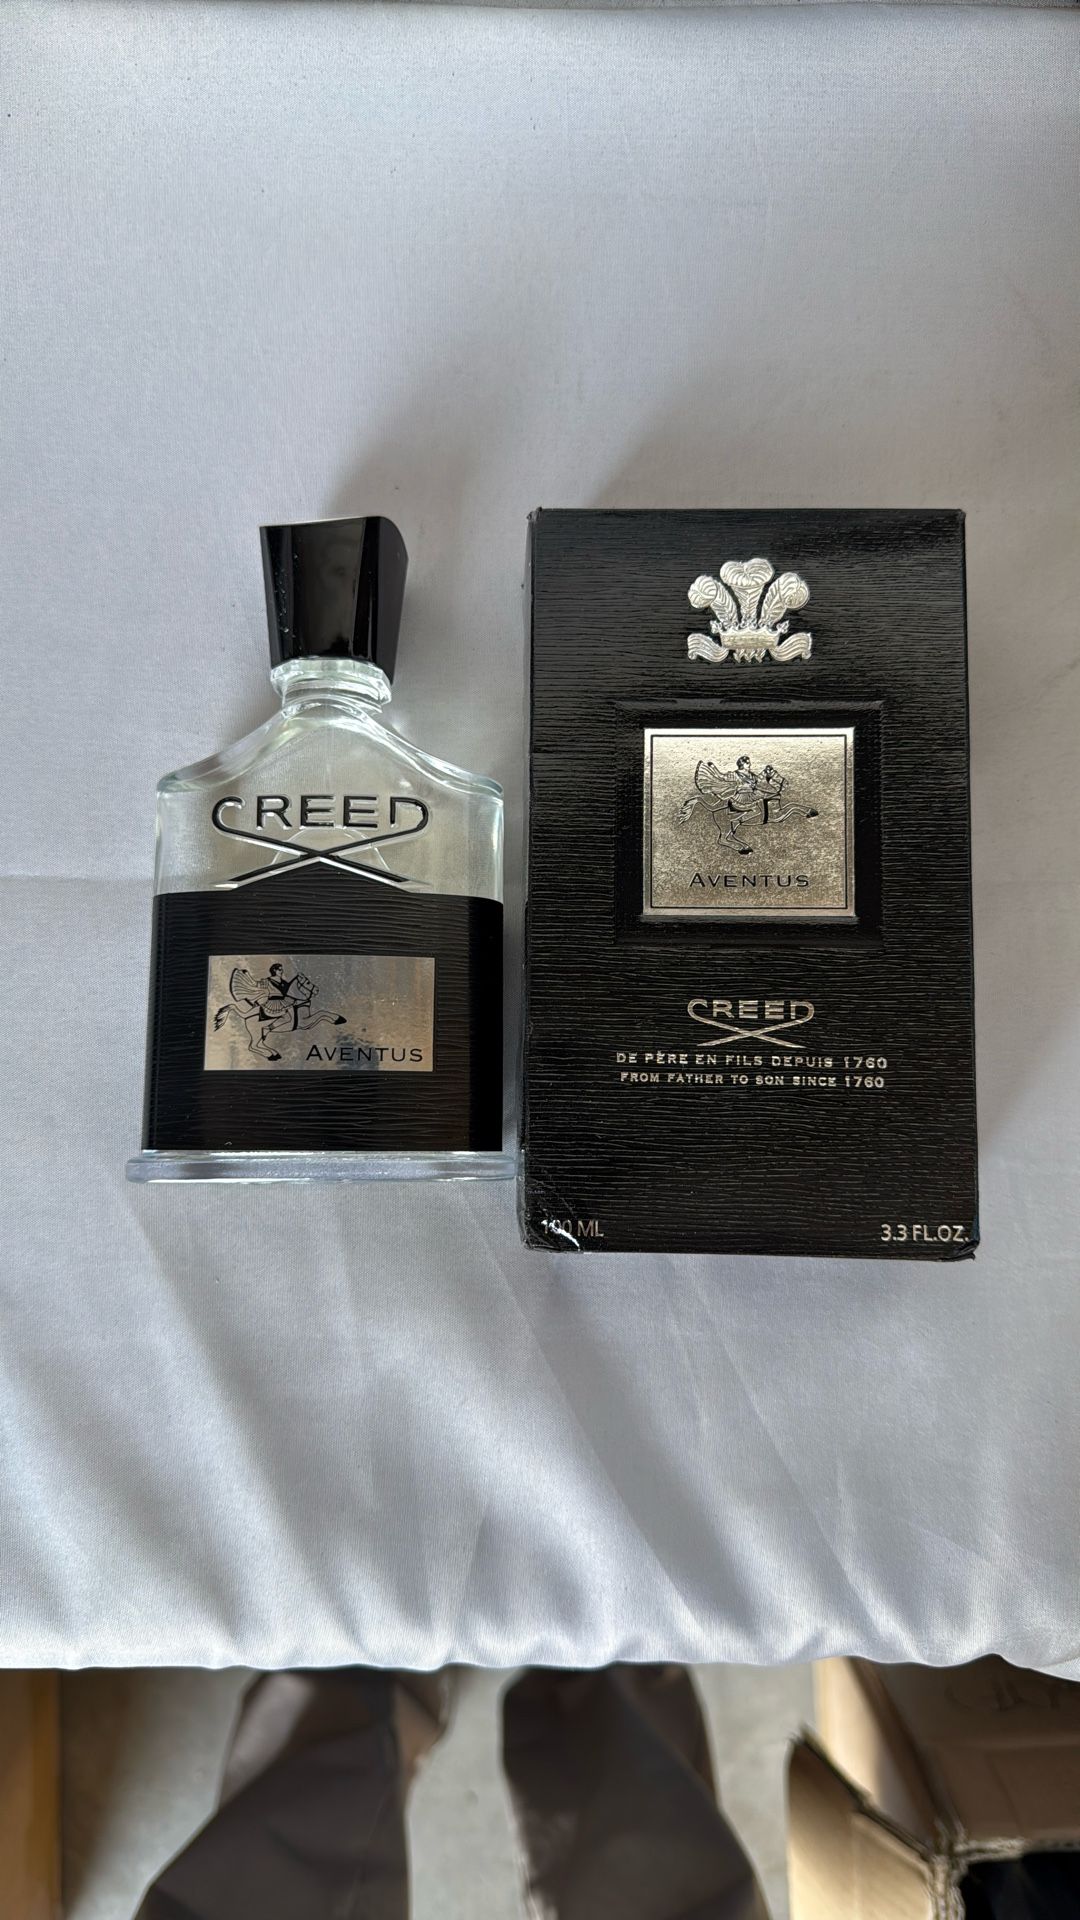 CREED
AVENTUS
AVENTUS
CREED
DE PÈRE EN FILS DEPUIS 1760
FROM FATHER TO SON SINCE 1760
100 ML
3.3 FL.OZ.